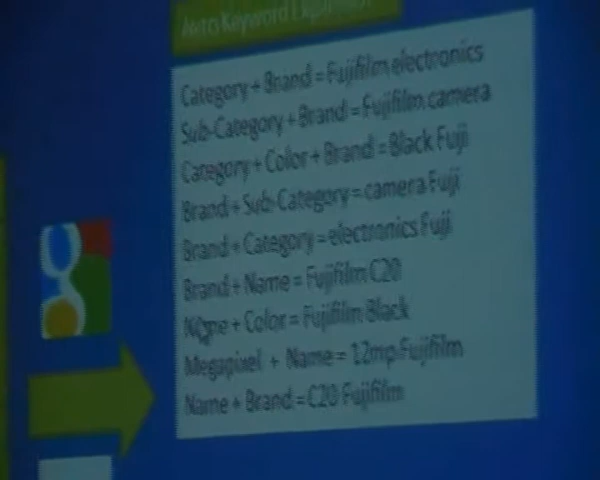 Auto Keyword Expansion
Category + Brand = Fujifilm electronics
Sub-Category + Brand = Fujifilm camera
Category + Color + Brand = Black Fuji
Brand + Sub-Category = camera Fuji
Brand + Category = electronics Fuji
Brand + Name = Fujifilm C20
Name + Color = Fujifilm Black
Megapixel + Name = 12mp Fujifilm
Name + Brand = C20 Fujifilm